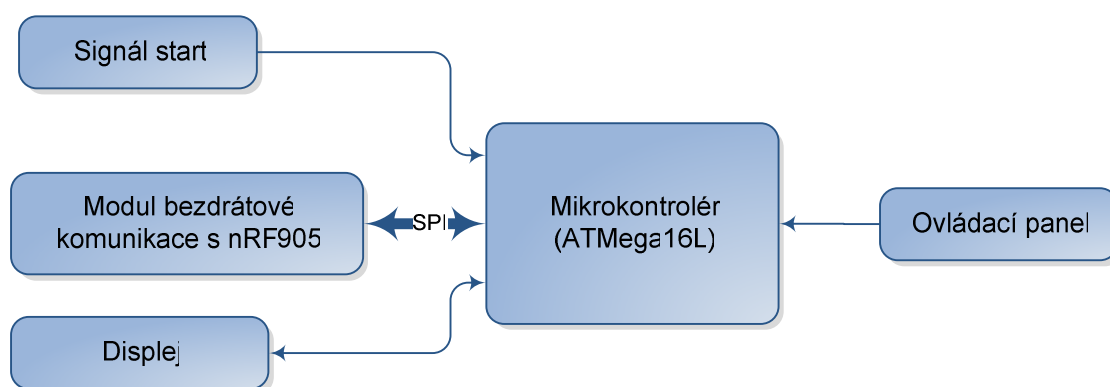 Signál start
Modul bezdrátové
komunikace s nRF905
SPI
Mikrokontrolér
(ATMega16L)
Ovládací panel
Displej